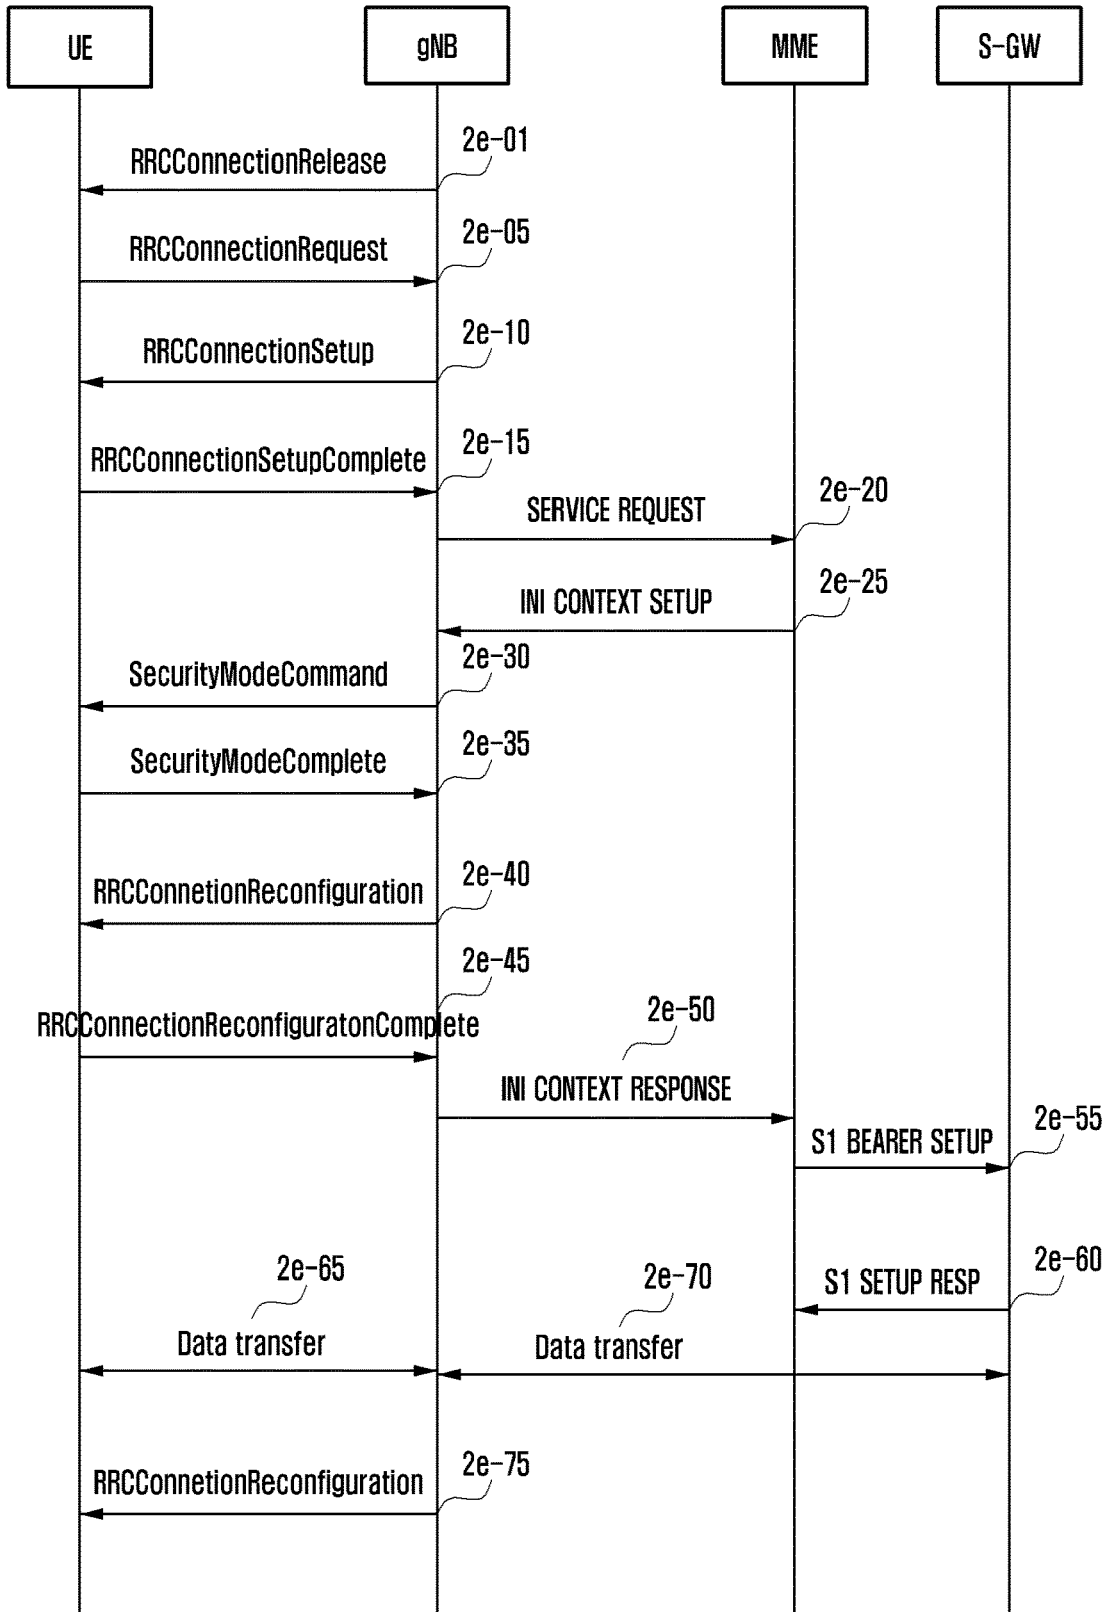 UE
gNB
MME
S-GW
2e-01
RRCConnectionRelease
2e-05
RRCConnectionRequest
2e-10
RRCConnectionSetup
2e-15
RRCConnectionSetupComplete
2e-20
SERVICE REQUEST
2e-25
INI CONTEXT SETUP
2e-30
SecurityModeCommand
2e-35
SecurityModeComplete
2e-40
RRCConnetionReconfiguration
2e-45
RRCConnectionReconfiguratonComplete
2e-50
INI CONTEXT RESPONSE
2e-55
S1 BEARER SETUP
2e-60
S1 SETUP RESP
2e-65
Data transfer
2e-70
Data transfer
2e-75
RRCConnetionReconfiguration